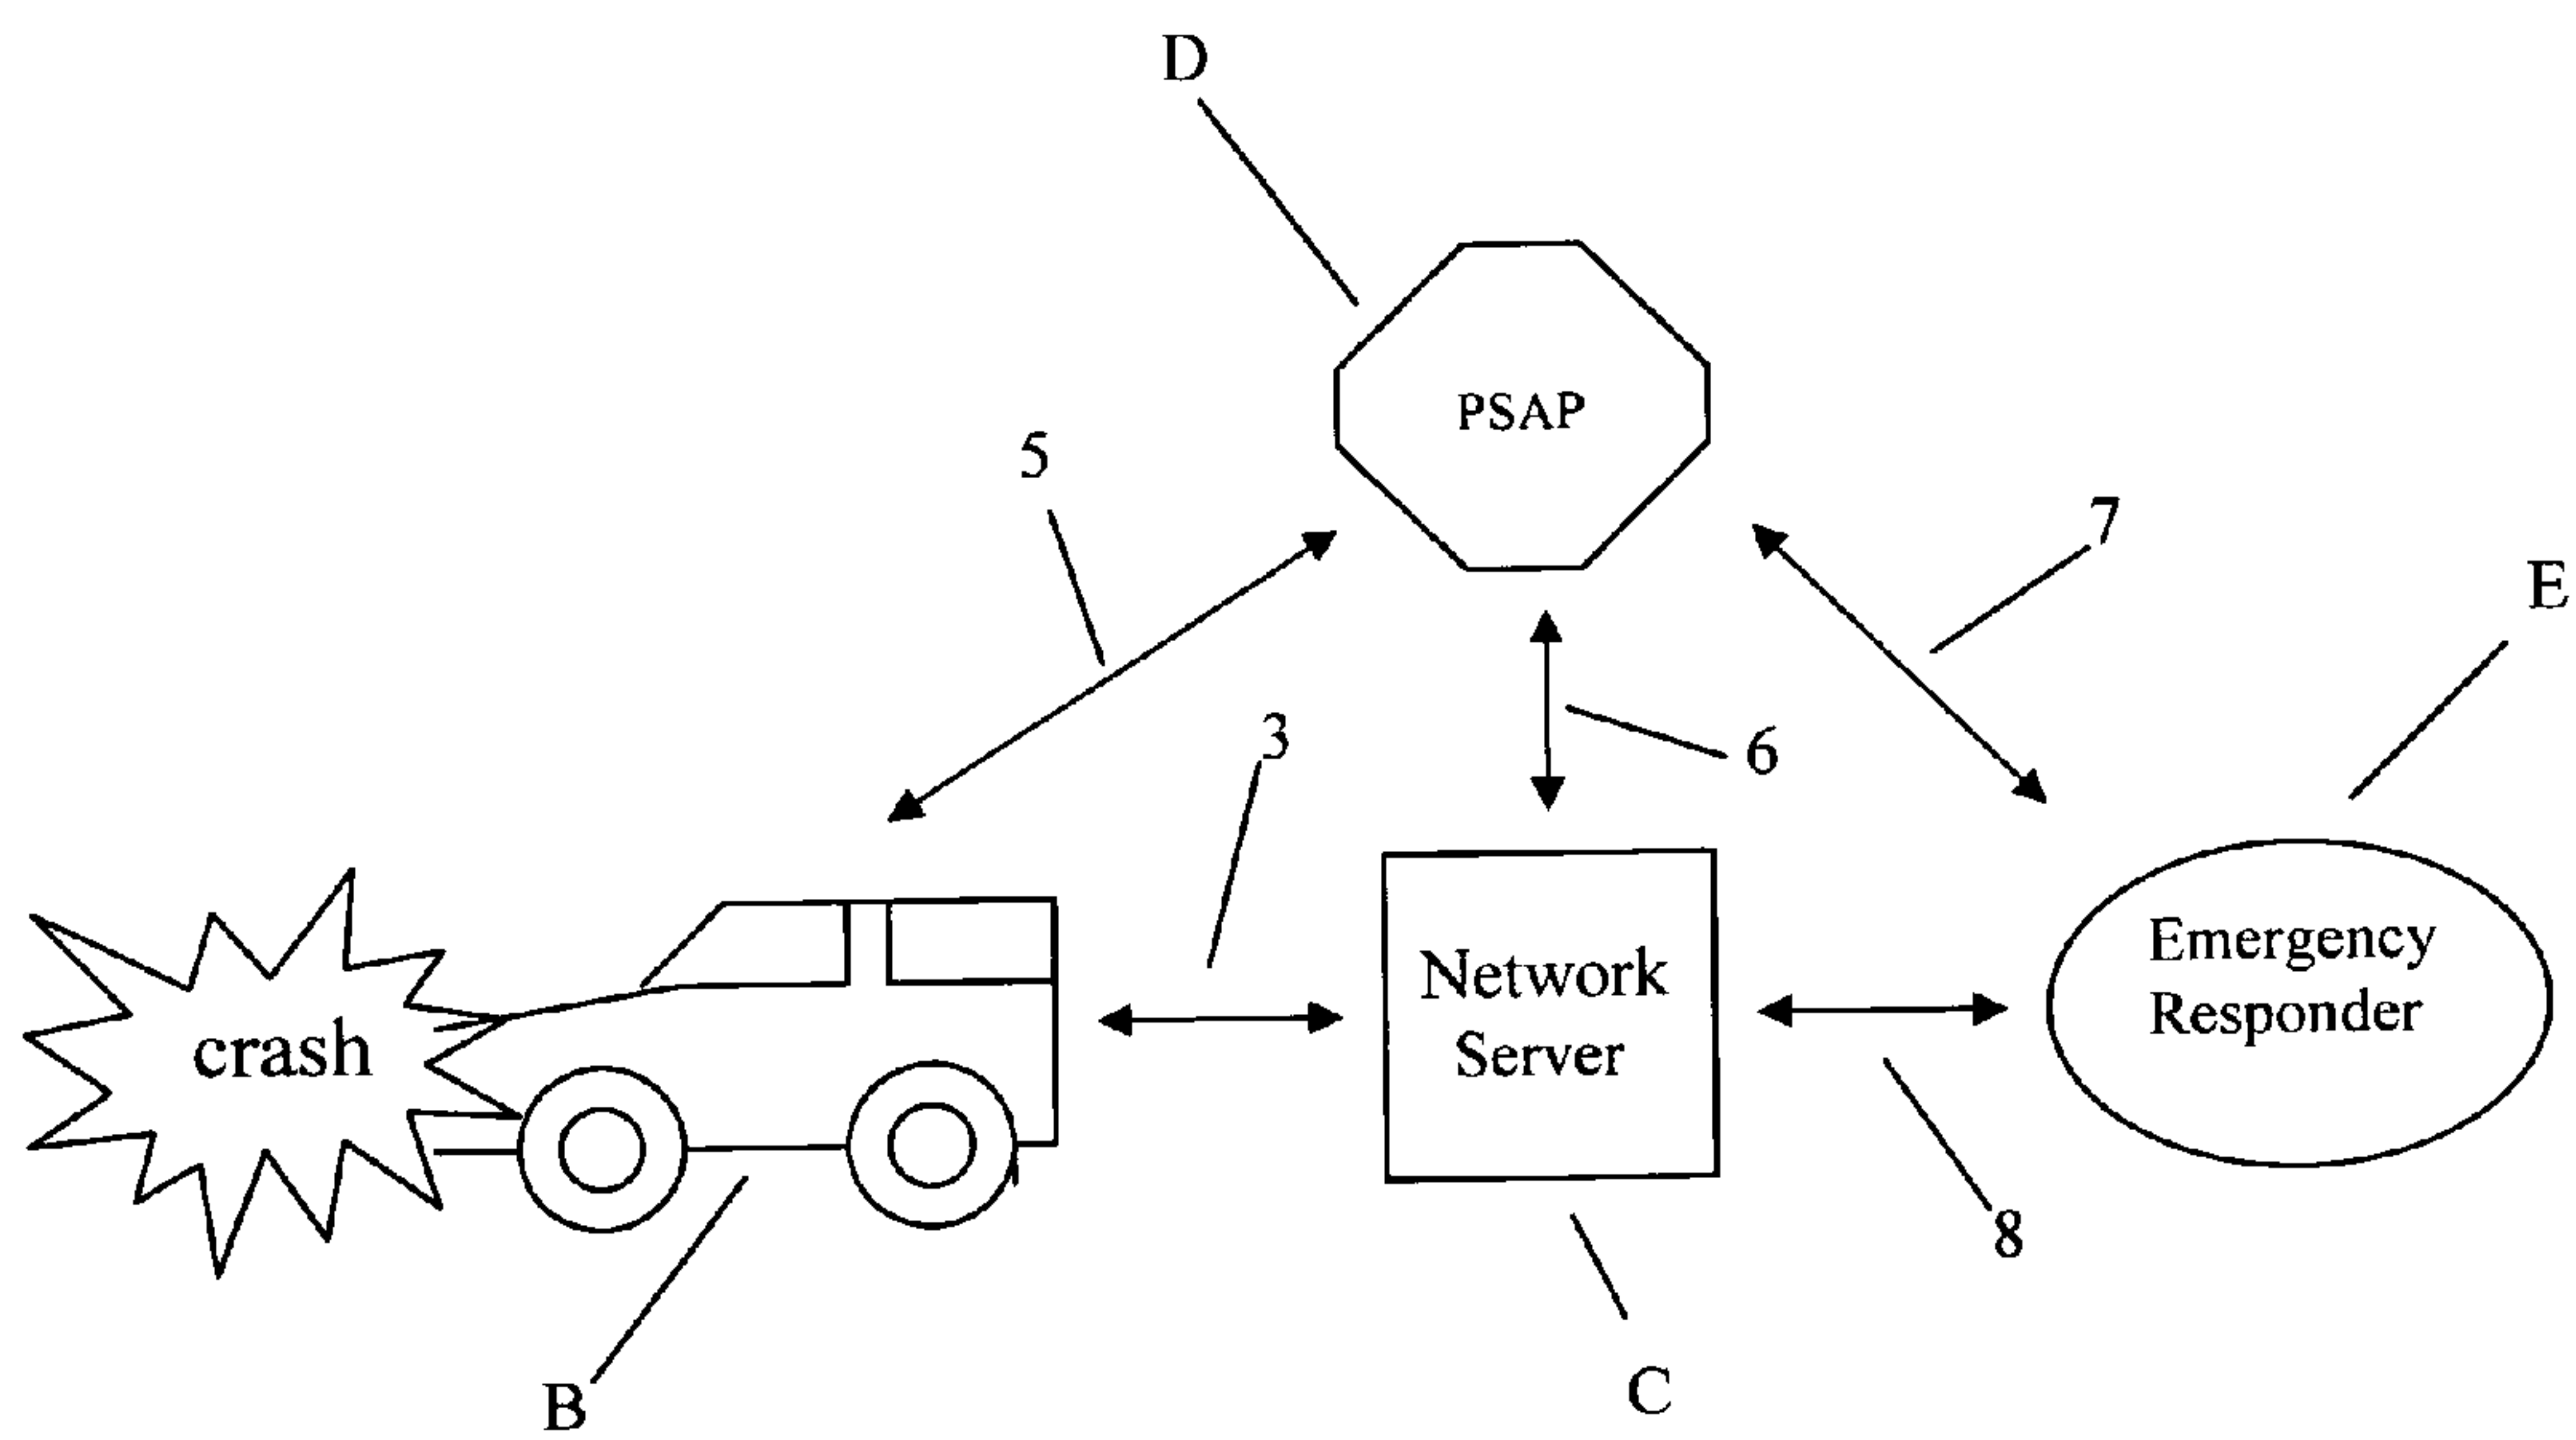 D
PSAP
5
7
E
3
6
crash
Network
Server
Emergency
Responder
8
B
C